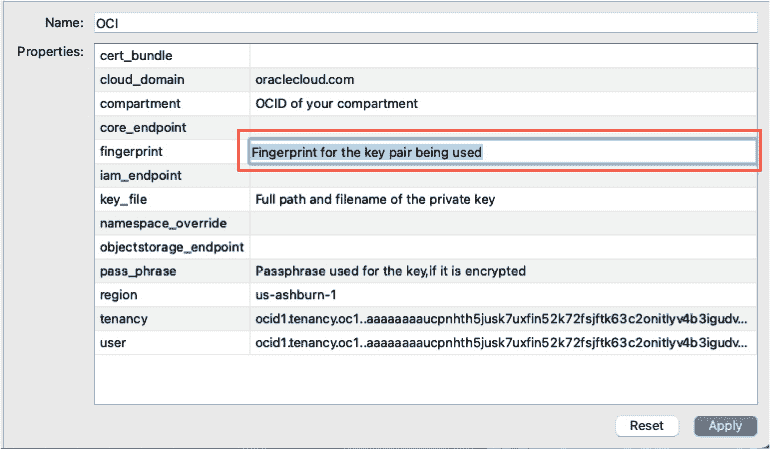 Name: OCI
Properties:
cert_bundle
cloud_domain oraclecloud.com
compartment OCID of your compartment
core_endpoint
fingerprint Fingerprint for the key pair being used
iam_endpoint
key_file Full path and filename of the private key
namespace_override
objectstorage_endpoint
pass_phrase Passphrase used for the key,if it is encrypted
region us-ashburn-1
tenancy ocid1.tenancy.oc1..aaaaaaaaucpnhth5jusk7uxfin52k72fsjftk63c2onitlyv4b3igudv...
user ocid1.tenancy.oc1..aaaaaaaaucpnhth5jusk7uxfin52k72fsjftk63c2onitlyv4b3igudv...
Reset Apply